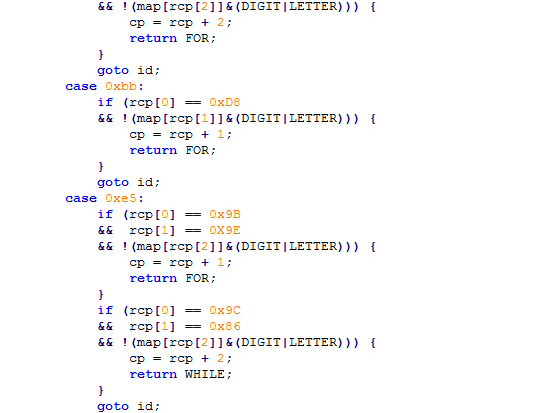 && !(map[rcp[2]]&(DIGIT|LETTER))) {
cp = rcp + 2;
return FOR;
}
goto id;
case 0xbb:
if (rcp[0] == 0xD8
&& !(map[rcp[1]]&(DIGIT|LETTER))) {
cp = rcp + 1;
return FOR;
}
goto id;
case 0xe5:
if (rcp[0] == 0x9B
&& rcp[1] == 0X9E
&& !(map[rcp[2]]&(DIGIT|LETTER))) {
cp = rcp + 1;
return FOR;
}
if (rcp[0] == 0x9C
&& rcp[1] == 0x86
&& !(map[rcp[2]]&(DIGIT|LETTER))) {
cp = rcp + 2;
return WHILE;
}
goto id;